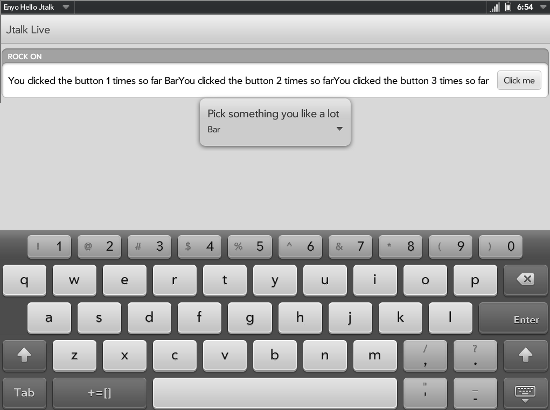 Enyo Hello Jtalk 6:54
Jtalk Live
ROCK ON
You clicked the button 1 times so far BarYou clicked the button 2 times so farYou clicked the button 3 times so far Click me
Pick something you like a lot
Bar
! 1 @ 2 # 3 $ 4 % 5 ^ 6 & 7 * 8 ( 9 ) 0
q w e r t y u i o p
a s d f g h j k l Enter
z x c v b n m / , ? .
Tab +=[] " ' _ -